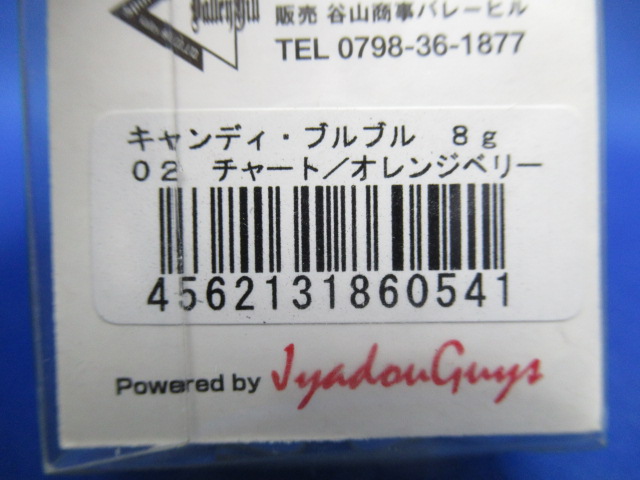 ValleyHill
販売 谷山商事バレーヒル
TEL 0798-36-1877
キャンディ・ブルブル 8g
02 チャート/オレンジベリー
4562131860541
Powered by JyadouGuys